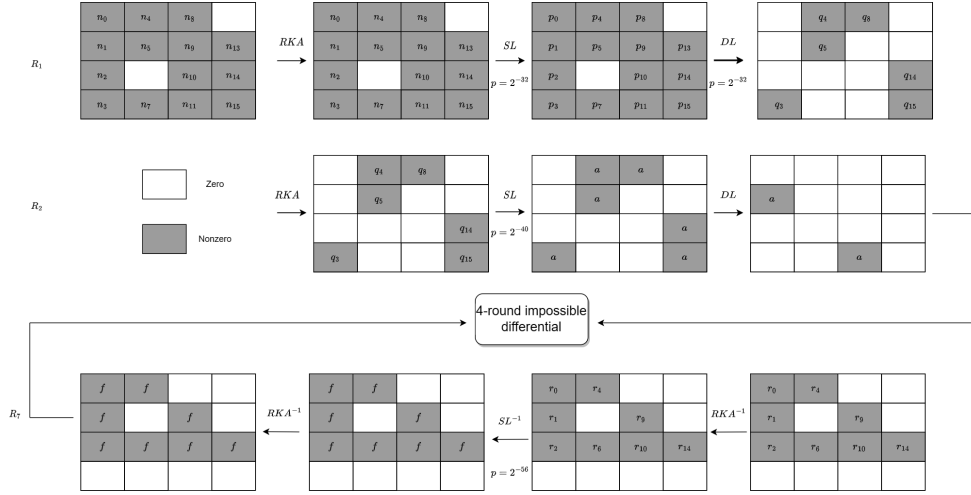 n0 n4 n8 n0 n4 n8 p0 p4 p8 q4 q8
n1 n5 n9 n13 RKA n1 n5 n9 n13 SL p1 p5 p9 p13 DL q5
R1
n2 n10 n14 n2 n10 n14 p = 2^-32 p2 p10 p14 p = 2^-32 q14
n3 n7 n11 n15 n3 n7 n11 n15 p3 p7 p11 p15 q3 q15
q4 q8 a a
Zero RKA q5 SL a DL a
R2
q14 p = 2^-40 a
Nonzero q3 q15 a a a
4-round impossible
differential
f f f f r0 r4 r0 r4
R7 f f RKA^-1 f f SL^-1 r1 r9 RKA^-1 r1 r9
f f f f f f f f r2 r6 r10 r14 r2 r6 r10 r14
p = 2^-56